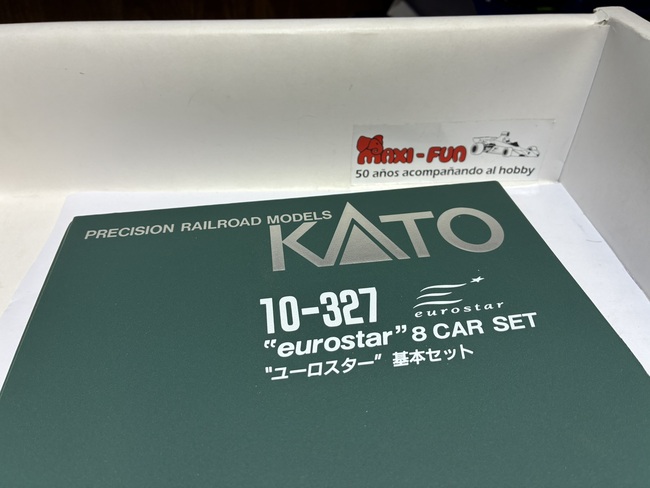 MAXI-FUN
50 años acompañando al hobby
PRECISION RAILROAD MODELS
KATO
10-327
eurostar
"eurostar" 8 CAR SET
"ユーロスター" 基本セット